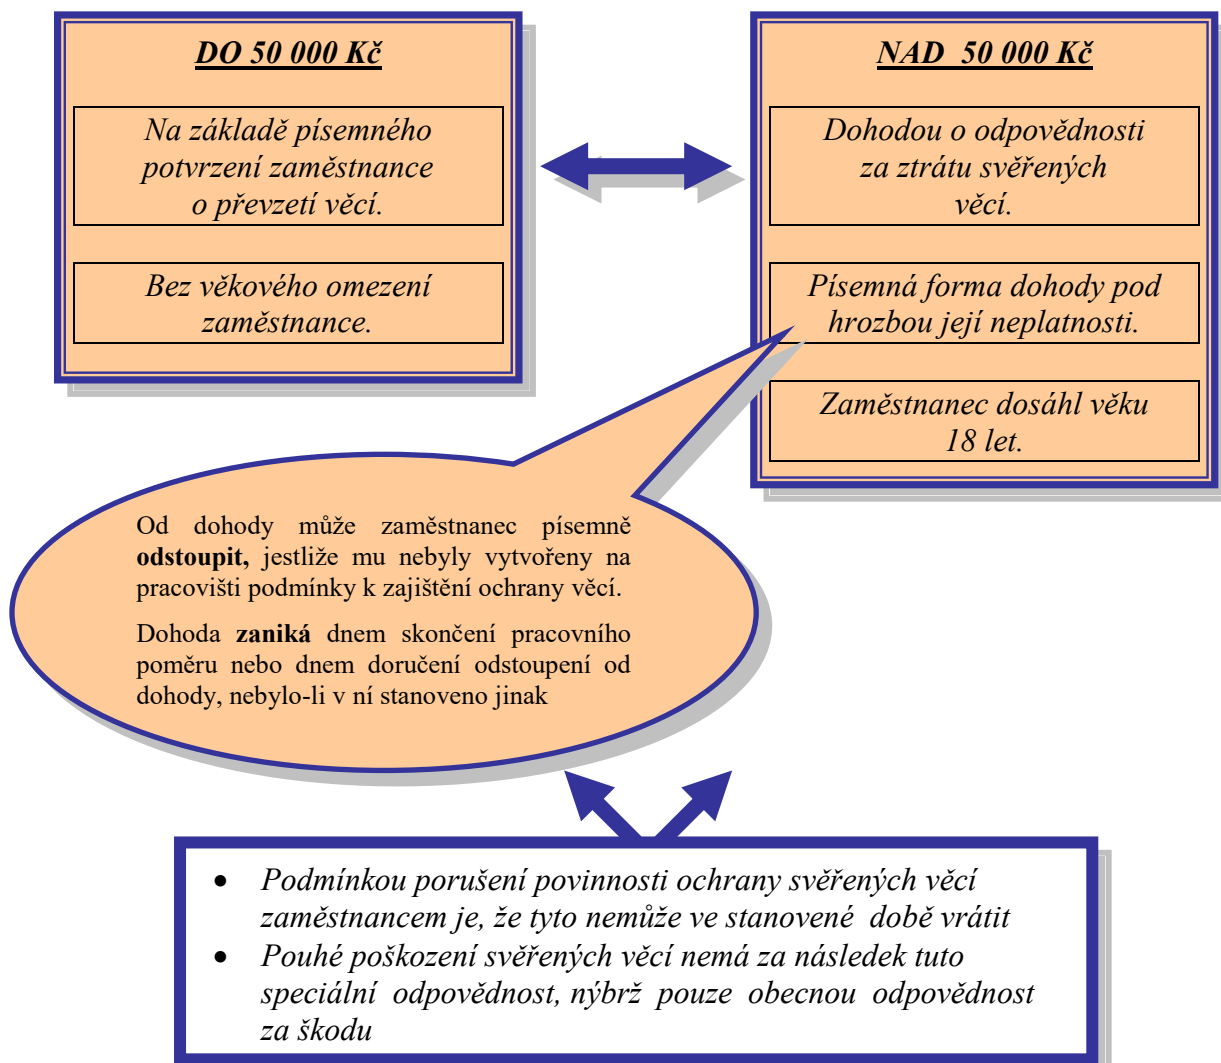 DO 50 000 Kč
Na základě písemného
potvrzení zaměstnance
o převzetí věcí.
Bez věkového omezení
zaměstnance.
NAD 50 000 Kč
Dohodou o odpovědnosti
za ztrátu svěřených
věcí.
Písemná forma dohody pod
hrozbou její neplatnosti.
Zaměstnanec dosáhl věku
18 let.
Od dohody může zaměstnanec písemně
odstoupit, jestliže mu nebyly vytvořeny na
pracovišti podmínky k zajištění ochrany věcí.
Dohoda zaniká dnem skončení pracovního
poměru nebo dnem doručení odstoupení od
dohody, nebylo-li v ní stanoveno jinak
• Podmínkou porušení povinnosti ochrany svěřených věcí
zaměstnancem je, že tyto nemůže ve stanovené době vrátit
• Pouhé poškození svěřených věcí nemá za následek tuto
speciální odpovědnost, nýbrž pouze obecnou odpovědnost
za škodu